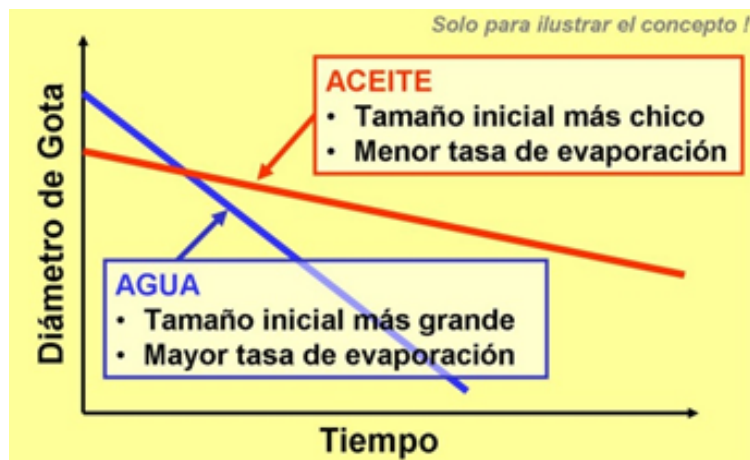 Solo para ilustrar el concepto
ACEITE
• Tamaño inicial más chico
• Menor tasa de evaporación
Diámetro de Gota
AGUA
• Tamaño inicial más grande
• Mayor tasa de evaporación
Tiempo